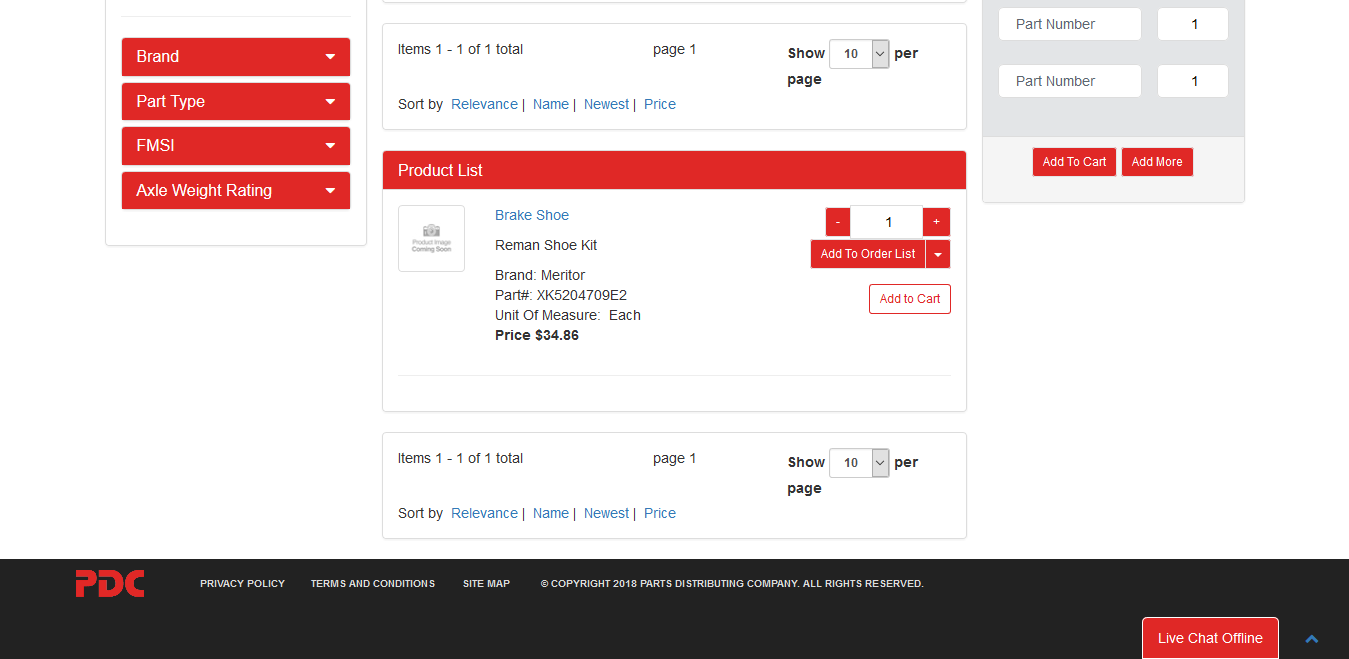 Brand
Part Type
FMSI
Axle Weight Rating
Items 1 - 1 of 1 total page 1 Show 10 per page
Sort by Relevance | Name | Newest | Price
Product List
Product Image
Coming Soon
Brake Shoe
Reman Shoe Kit
Brand: Meritor
Part#: XK5204709E2
Unit Of Measure: Each
Price $34.86
- 1 +
Add To Order List
Add to Cart
Items 1 - 1 of 1 total page 1 Show 10 per page
Sort by Relevance | Name | Newest | Price
Part Number 1
Part Number 1
Add To Cart Add More
PDC PRIVACY POLICY TERMS AND CONDITIONS SITE MAP © COPYRIGHT 2018 PARTS DISTRIBUTING COMPANY. ALL RIGHTS RESERVED.
Live Chat Offline